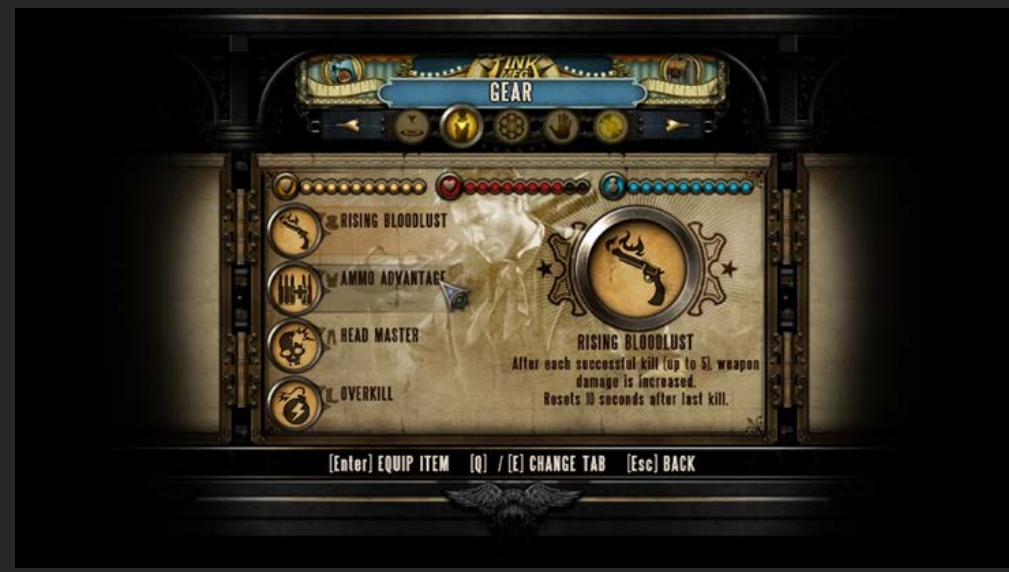 GEAR
RISING BLOODLUST
AMMO ADVANTAGE
HEAD MASTER
OVERKILL
RISING BLOODLUST
After each successful kill (up to 5), weapon
damage is increased.
Resets 10 seconds after last kill.
[Enter] EQUIP ITEM [Q] / [E] CHANGE TAB [Esc] BACK